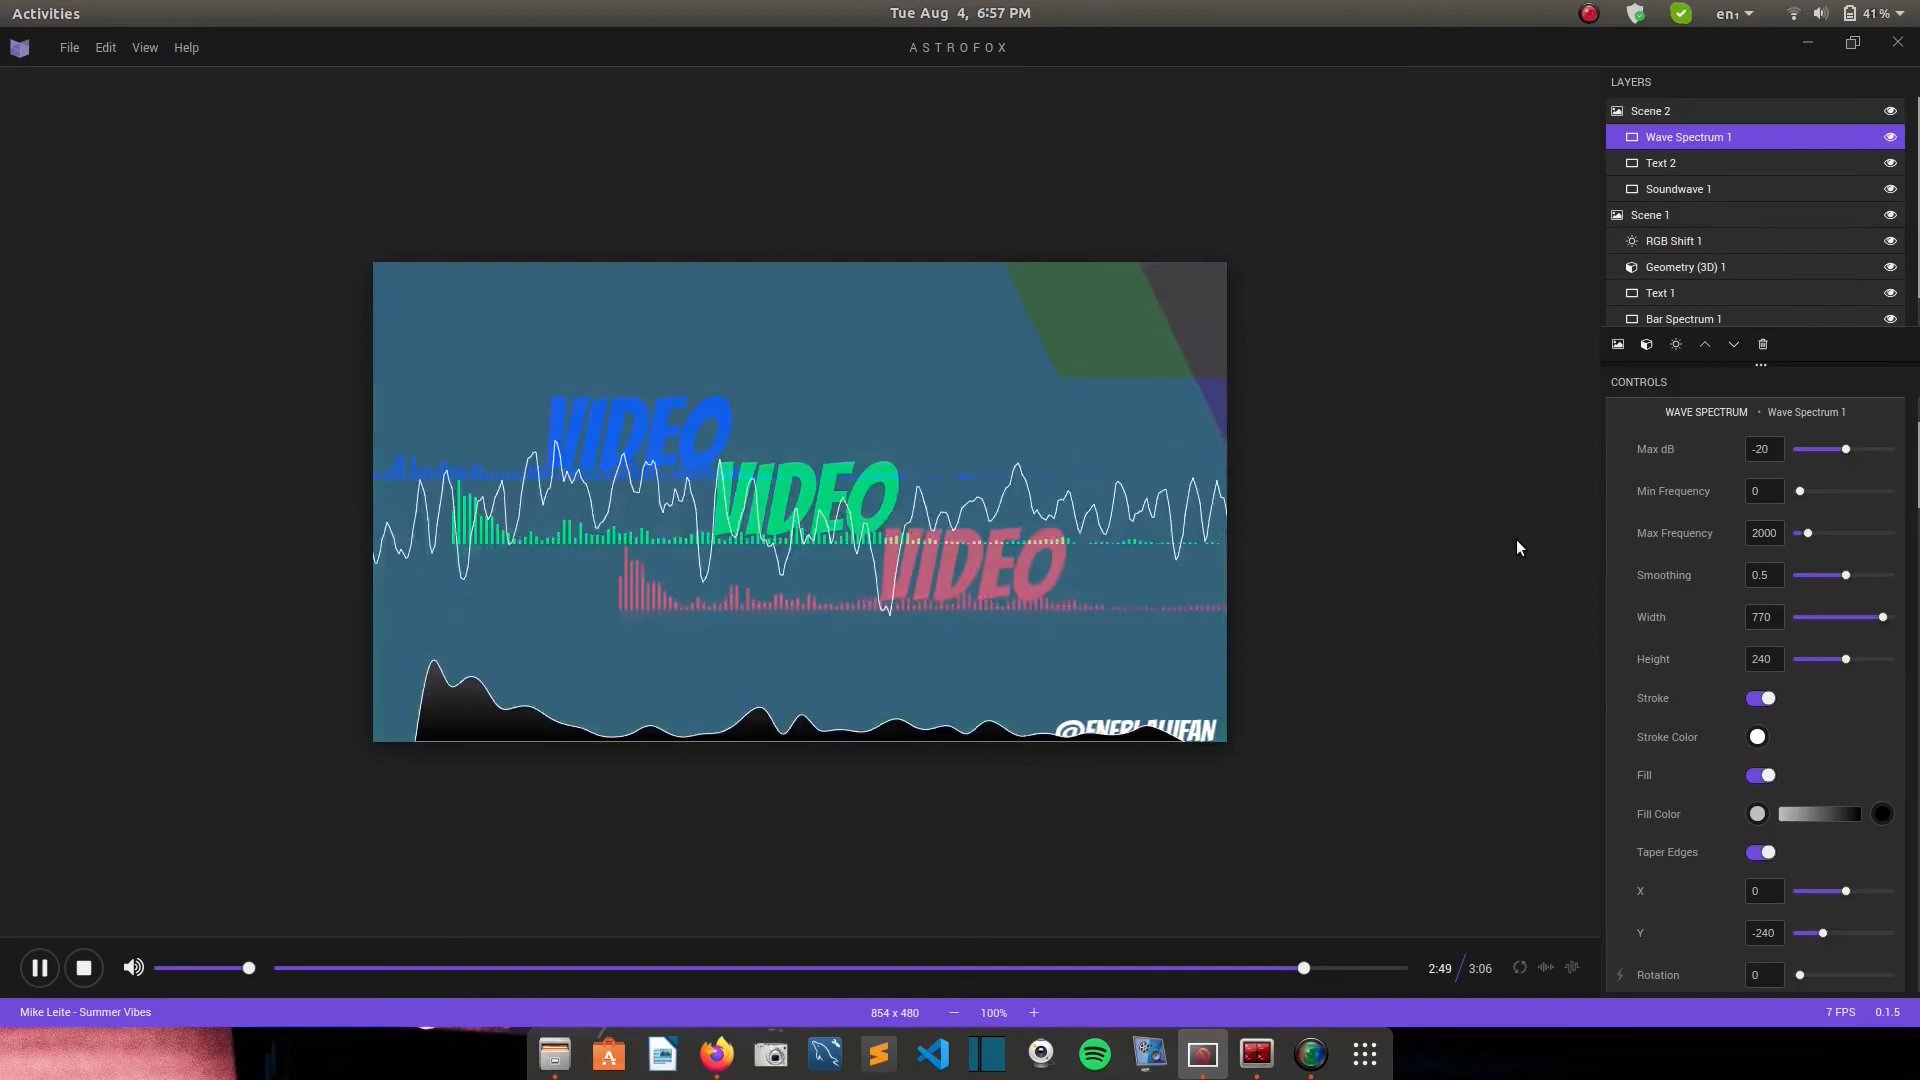 Activities
Tue Aug 4, 6:57 PM
en₁
41 %
File Edit View Help
ASTROFOX
LAYERS
Scene 2
Wave Spectrum 1
Text 2
Soundwave 1
Scene 1
RGB Shift 1
Geometry (3D) 1
Text 1
Bar Spectrum 1
VIDEO
VIDEO
VIDEO
CONTROLS
WAVE SPECTRUM • Wave Spectrum 1
Max dB -20
Min Frequency 0
Max Frequency 2000
Smoothing 0.5
Width 770
Height 240
Stroke
Stroke Color
Fill
Fill Color
Taper Edges
X 0
Y -240
Rotation 0
2:49 / 3:06
Mike Leite - Summer Vibes
854 x 480
100%
7 FPS
0.1.5